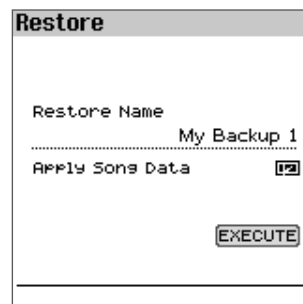 Restore
Restore Name
My Backup 1
Apply Song Data
EXECUTE